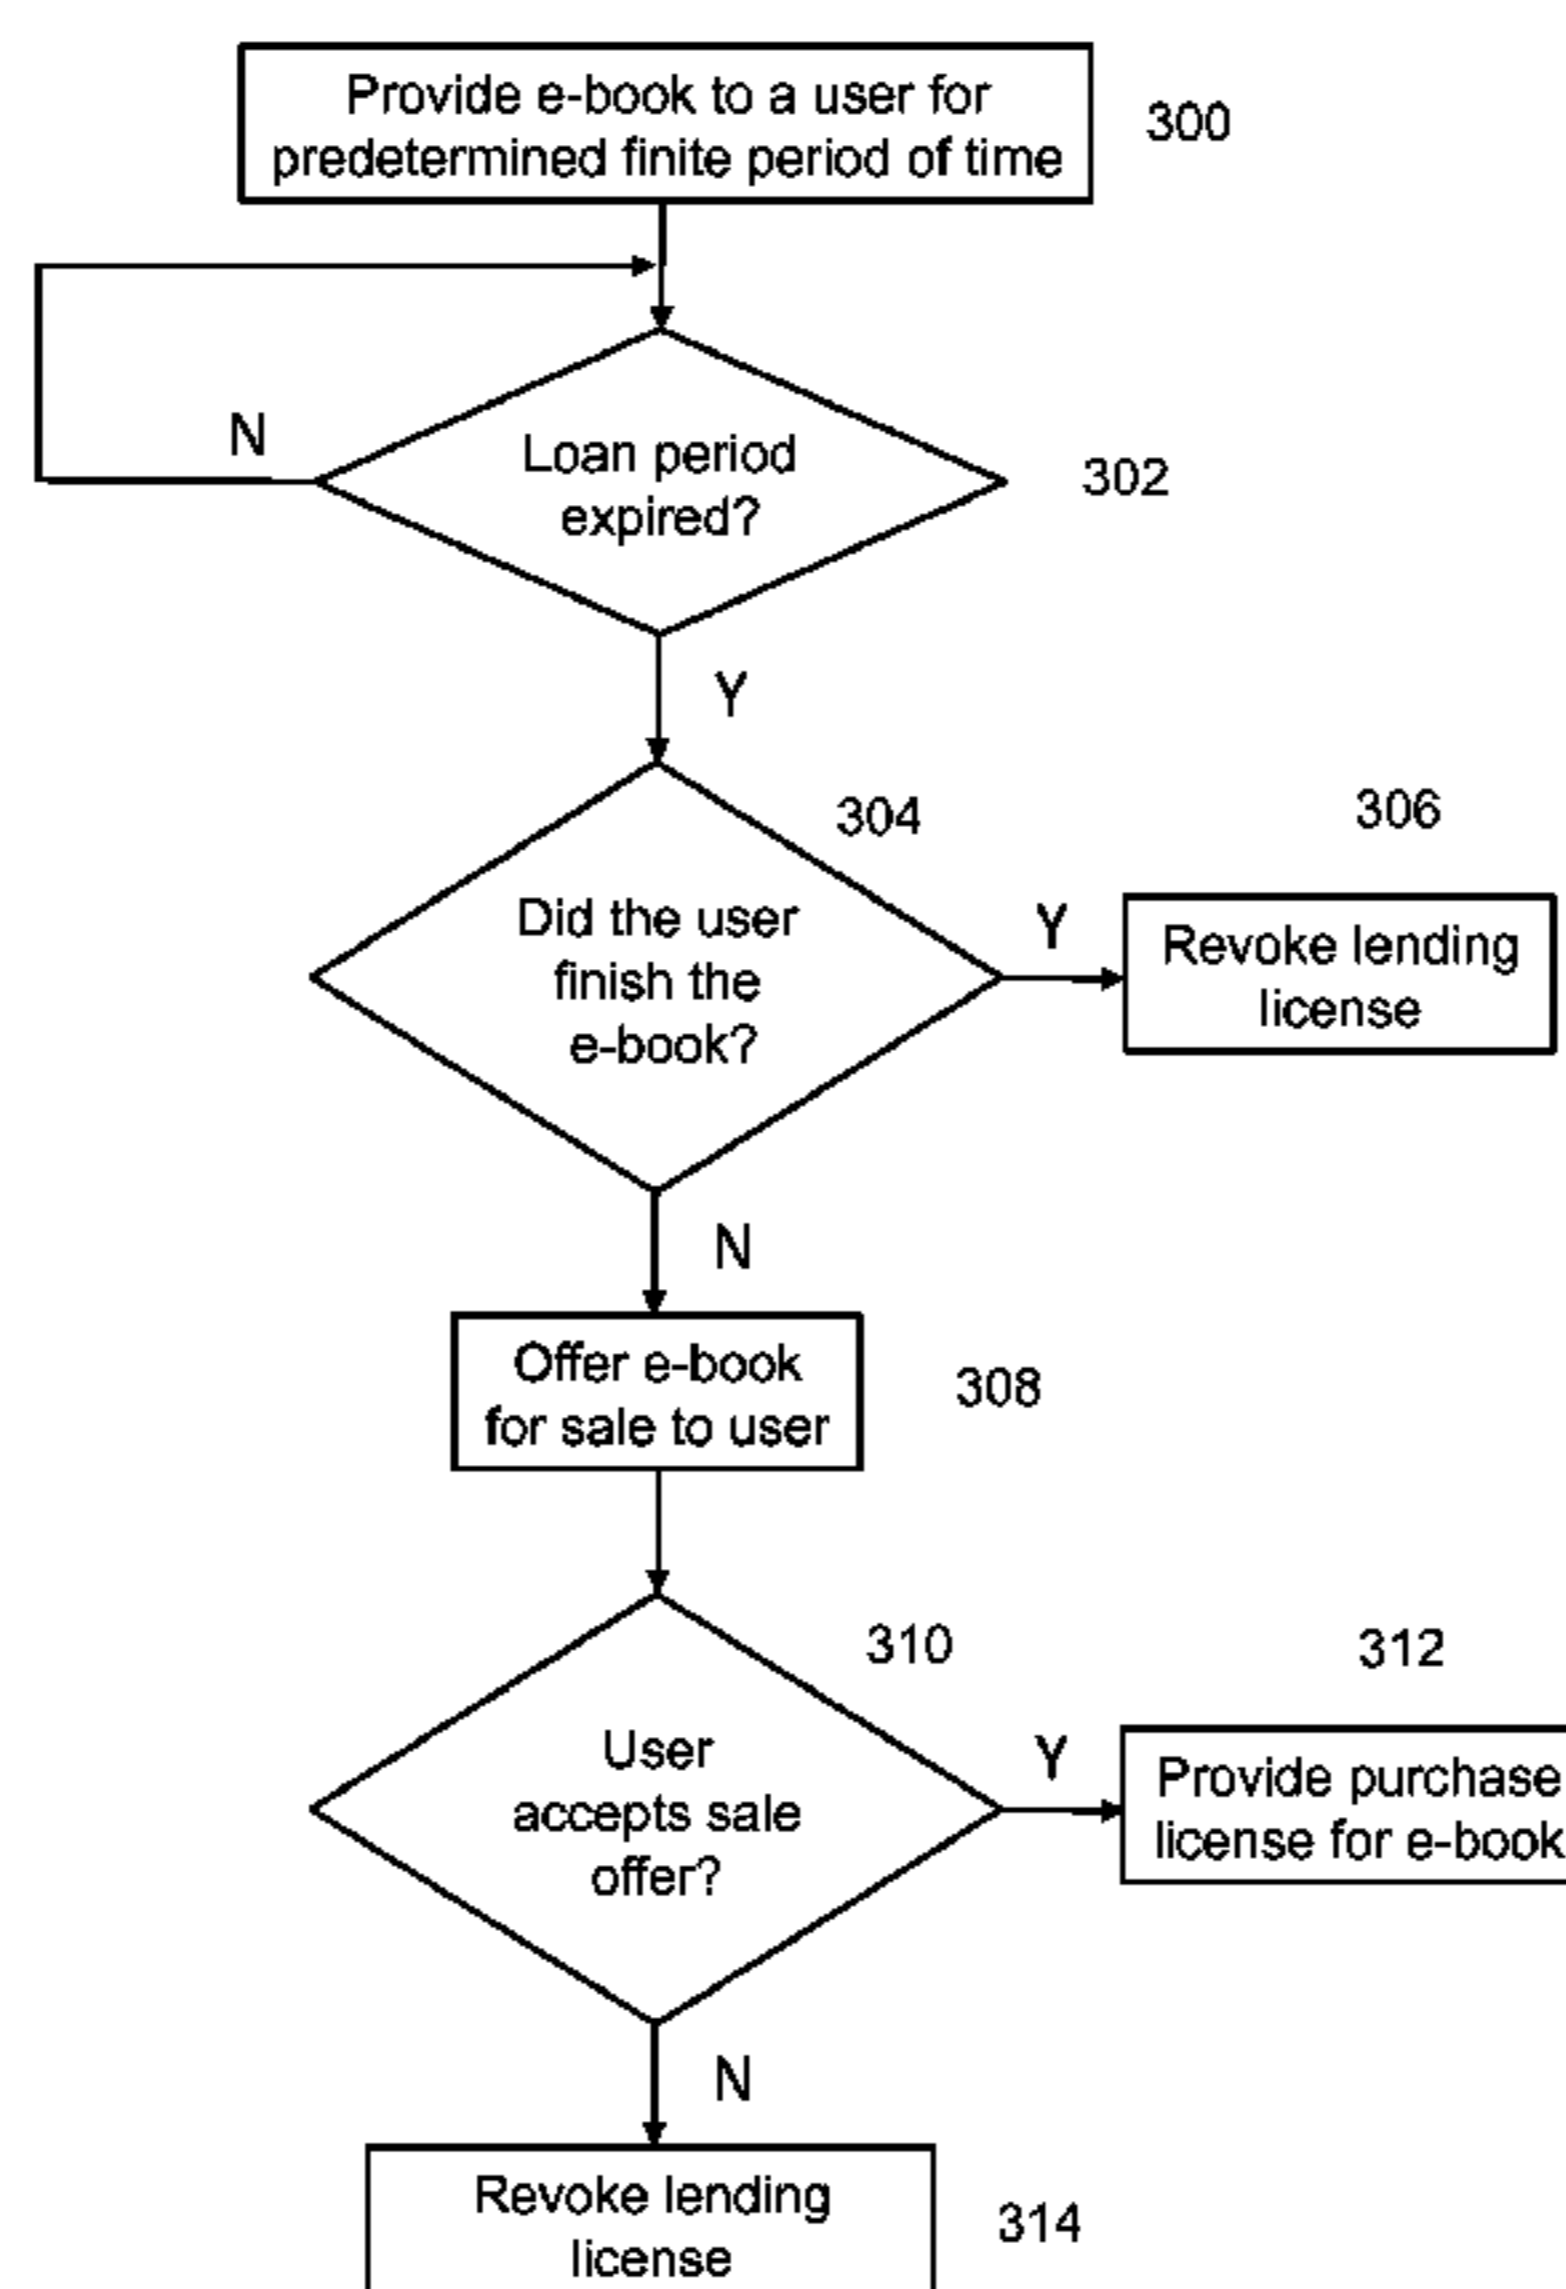 Provide e-book to a user for
predetermined finite period of time
300
N
Loan period
expired?
302
Y
304
306
Did the user
finish the
e-book?
Y
Revoke lending
license
N
Offer e-book
for sale to user
308
310
312
User
accepts sale
offer?
Y
Provide purchase
license for e-book
N
Revoke lending
license
314